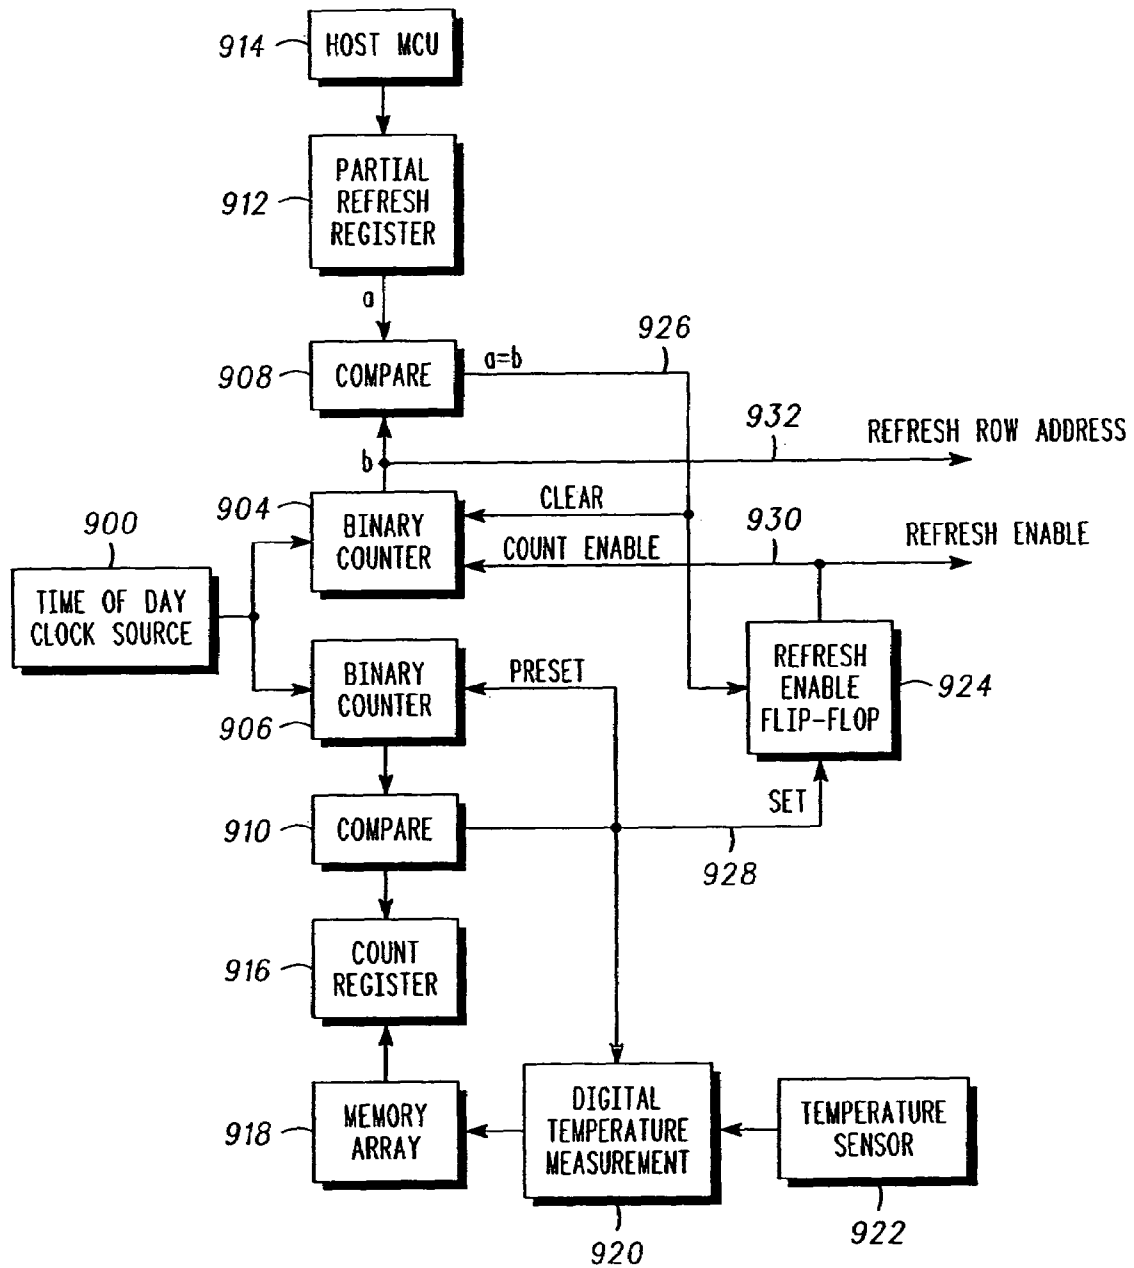 914
HOST MCU
912
PARTIAL
REFRESH
REGISTER
a
908
COMPARE
a=b
926
932
REFRESH ROW ADDRESS
b
904
BINARY
COUNTER
CLEAR
COUNT ENABLE
930
REFRESH ENABLE
900
TIME OF DAY
CLOCK SOURCE
906
BINARY
COUNTER
PRESET
REFRESH
ENABLE
FLIP-FLOP
924
SET
910
COMPARE
928
916
COUNT
REGISTER
918
MEMORY
ARRAY
DIGITAL
TEMPERATURE
MEASUREMENT
920
TEMPERATURE
SENSOR
922